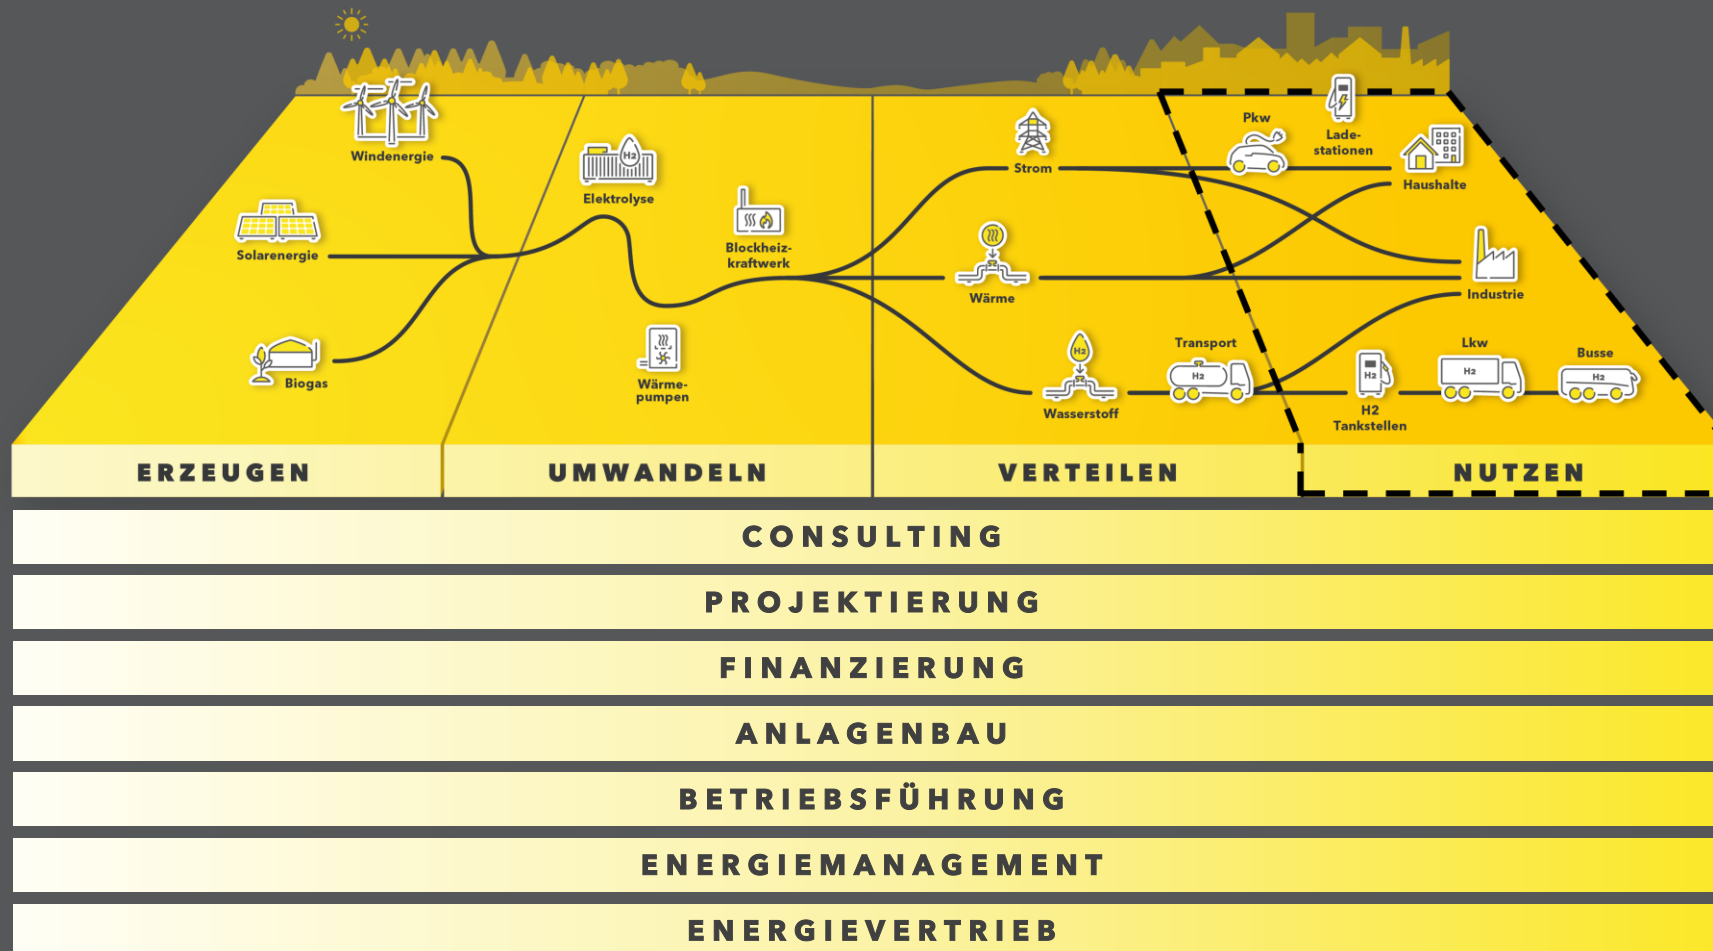 Windenergie
Solarenergie
Biogas
H2
Elektrolyse
Blockheiz-
kraftwerk
Wärme-
pumpen
Strom
Wärme
H2
Wasserstoff
Transport
H2
Pkw
Lade-
stationen
Haushalte
Industrie
H2
H2
Tankstellen
Lkw
H2
Busse
H2
ERZEUGEN
UMWANDELN
VERTEILEN
NUTZEN
CONSULTING
PROJEKTIERUNG
FINANZIERUNG
ANLAGENBAU
BETRIEBSFÜHRUNG
ENERGIEMANAGEMENT
ENERGIEVERTRIEB